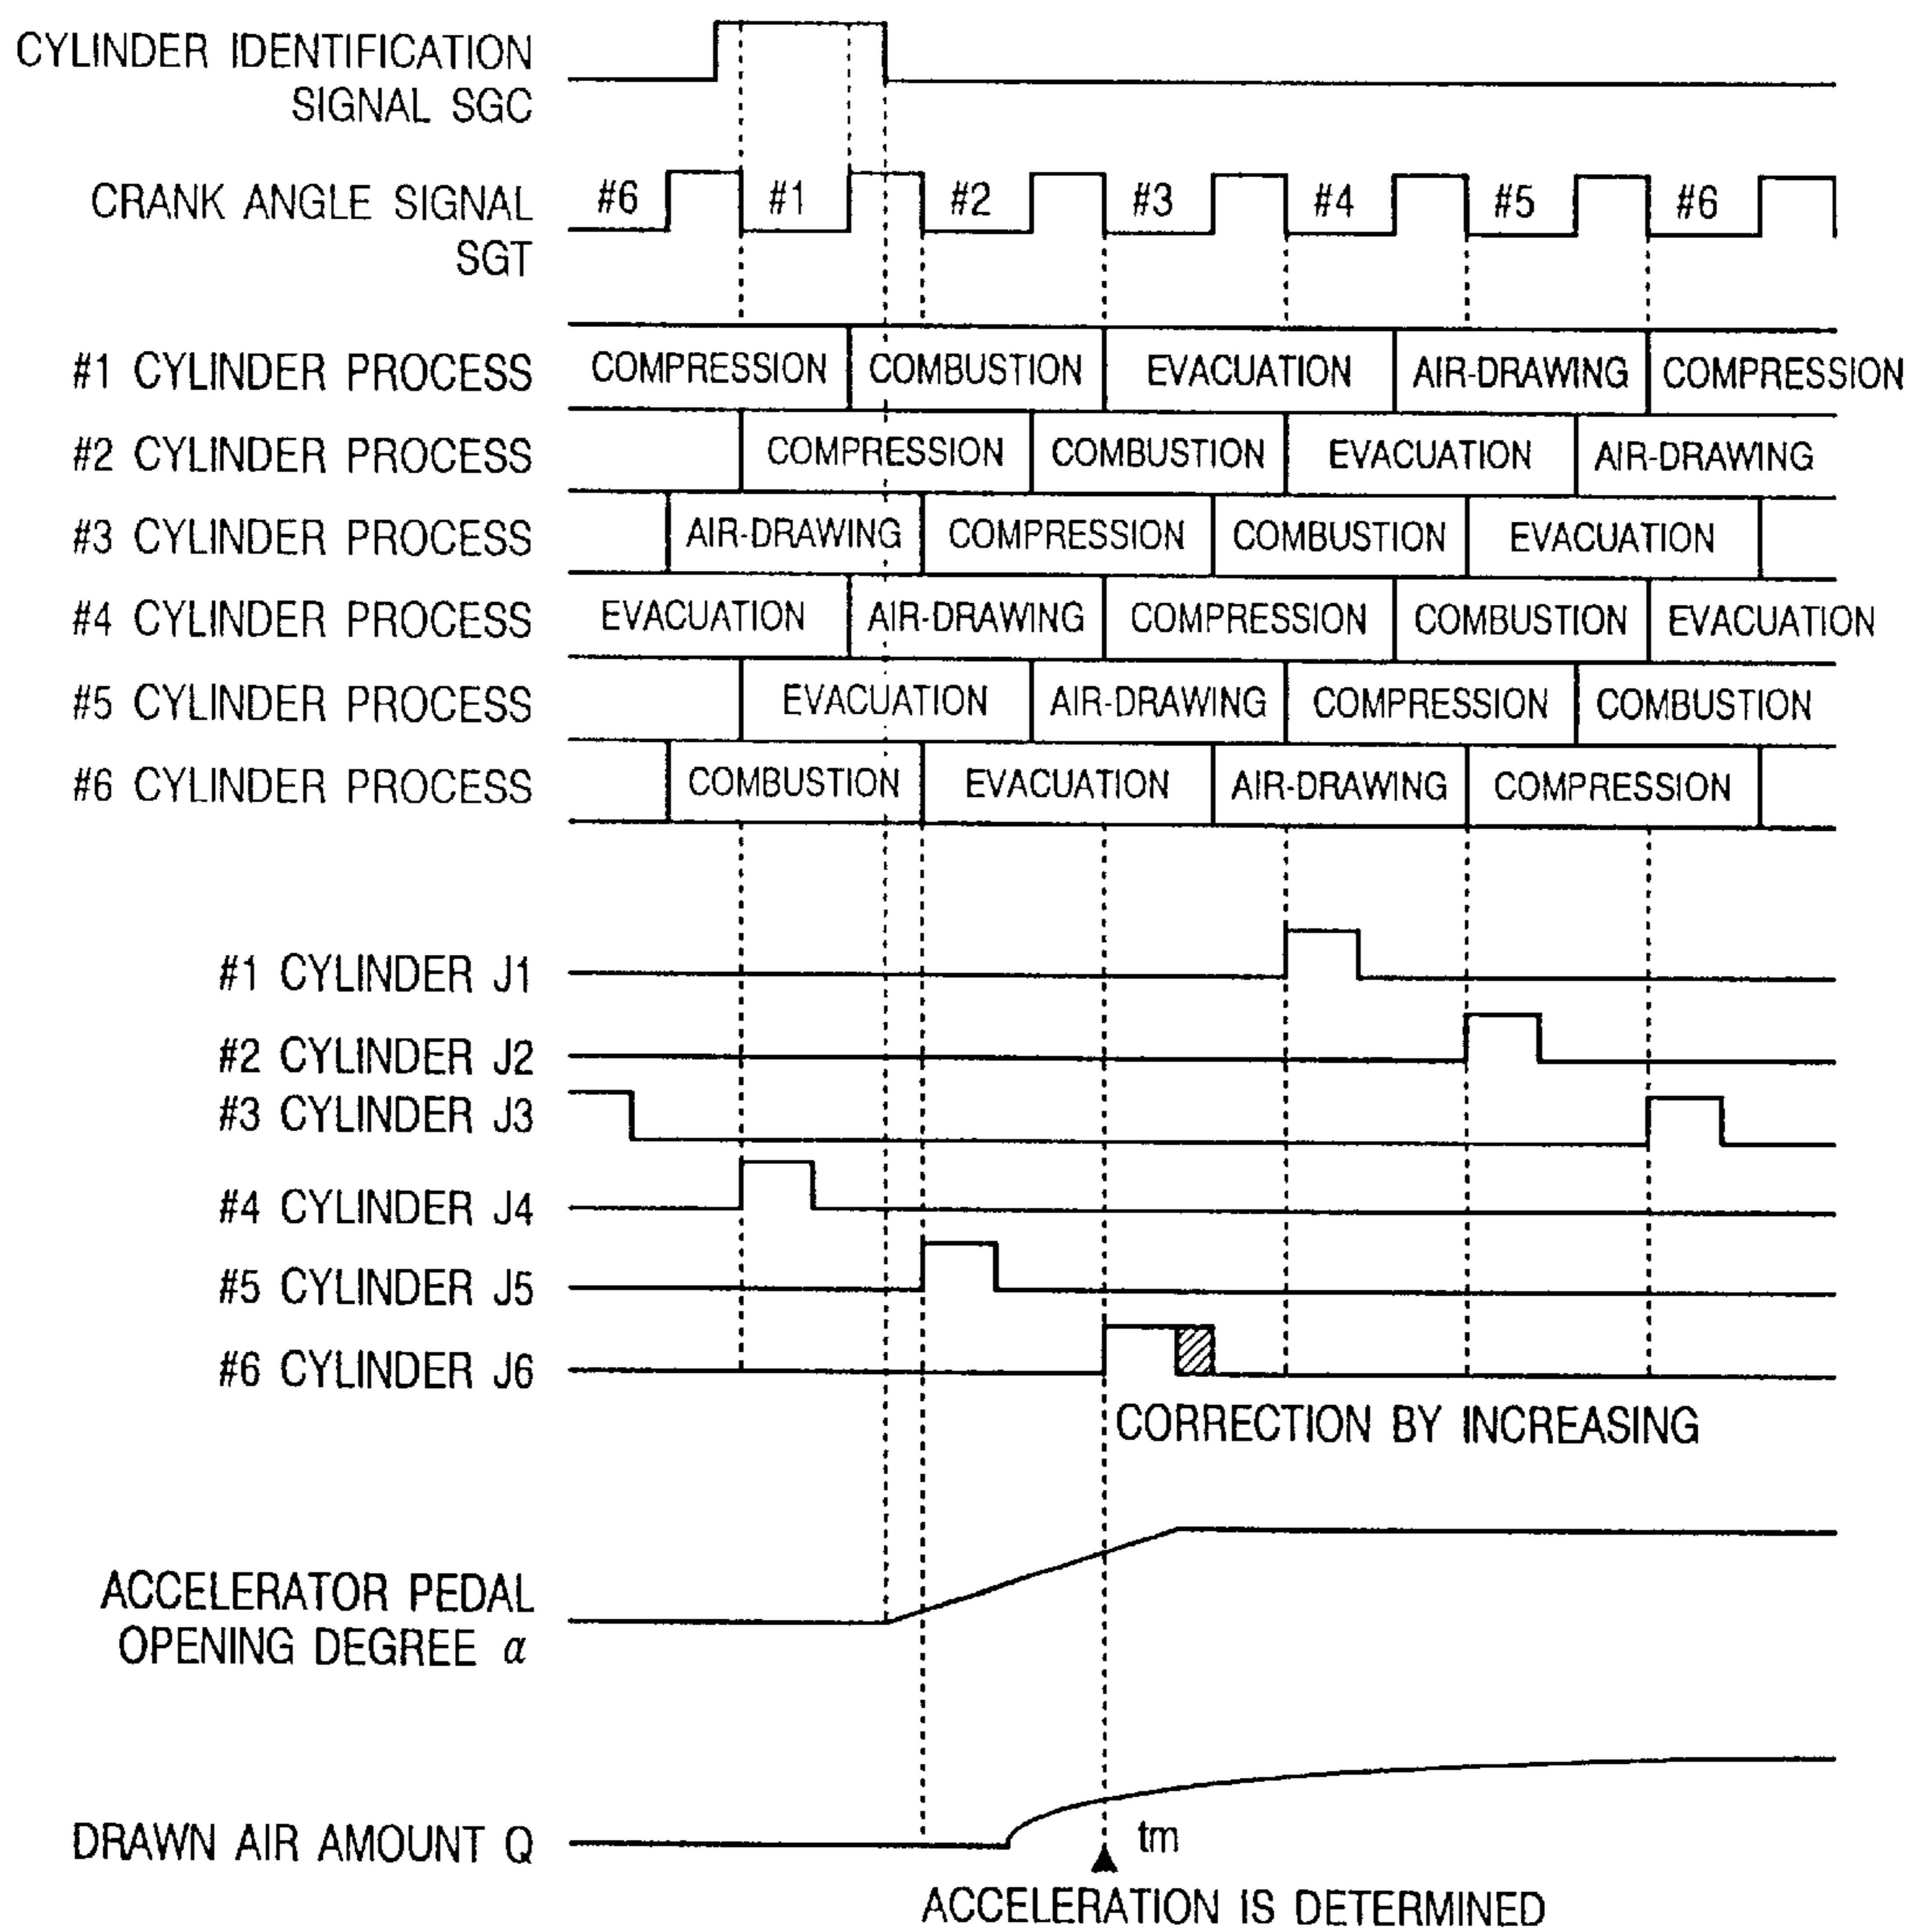 CYLINDER IDENTIFICATION
SIGNAL SGC
CRANK ANGLE SIGNAL
SGT
#6 #1 #2 #3 #4 #5 #6
#1 CYLINDER PROCESS COMPRESSION COMBUSTION EVACUATION AIR-DRAWING COMPRESSION
#2 CYLINDER PROCESS COMPRESSION COMBUSTION EVACUATION AIR-DRAWING
#3 CYLINDER PROCESS AIR-DRAWING COMPRESSION COMBUSTION EVACUATION
#4 CYLINDER PROCESS EVACUATION AIR-DRAWING COMPRESSION COMBUSTION EVACUATION
#5 CYLINDER PROCESS EVACUATION AIR-DRAWING COMPRESSION COMBUSTION
#6 CYLINDER PROCESS COMBUSTION EVACUATION AIR-DRAWING COMPRESSION
#1 CYLINDER J1
#2 CYLINDER J2
#3 CYLINDER J3
#4 CYLINDER J4
#5 CYLINDER J5
#6 CYLINDER J6
CORRECTION BY INCREASING
ACCELERATOR PEDAL
OPENING DEGREE α
DRAWN AIR AMOUNT Q
tm
ACCELERATION IS DETERMINED